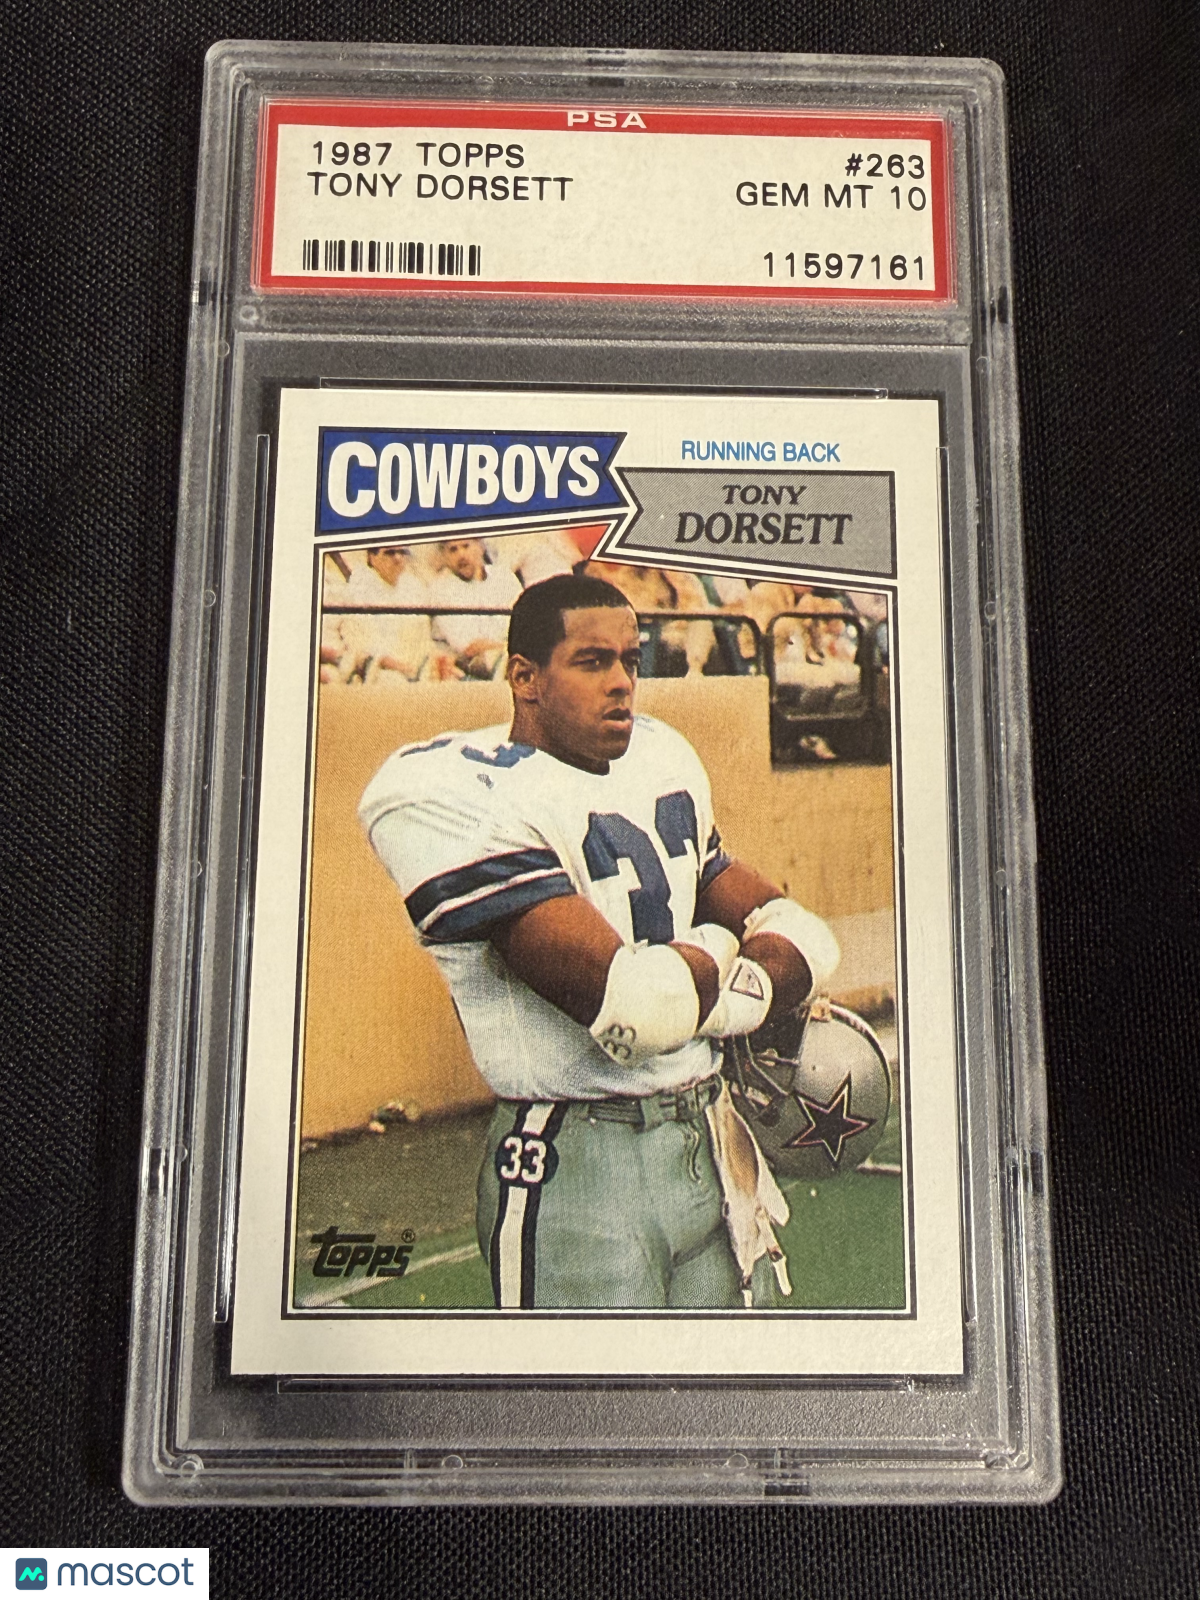 PSA
1987 TOPPS #263
TONY DORSETT GEM MT 10
11597161
COWBOYS
RUNNING BACK
TONY
DORSETT
33
33
33
topps®
mascot